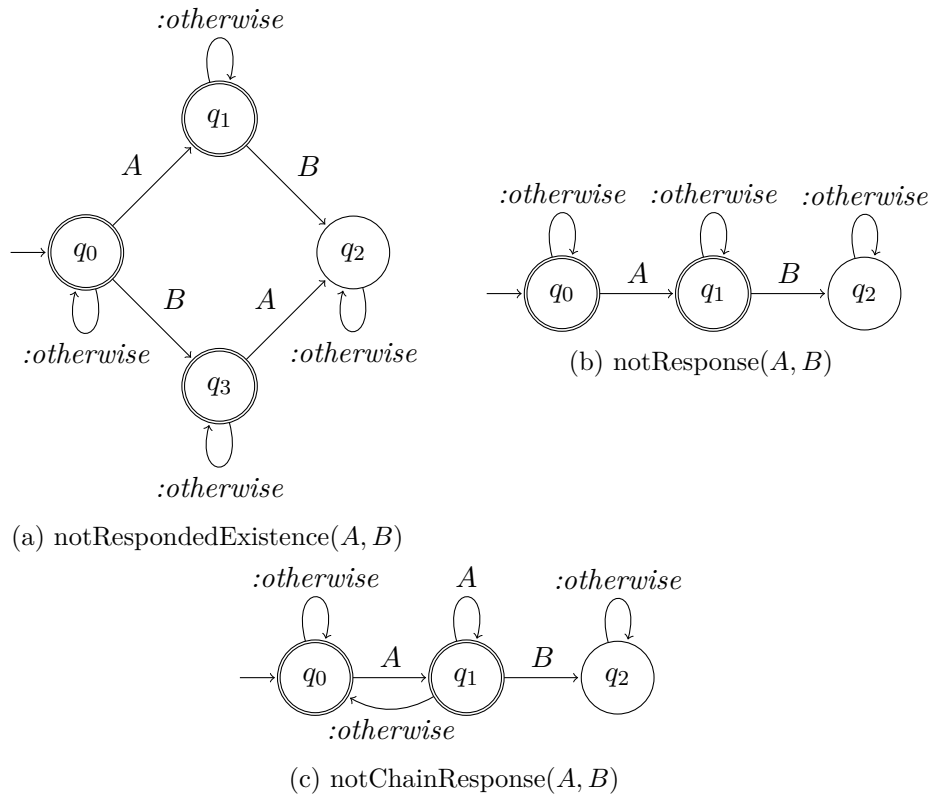 :otherwise
q1
A
B
q0
q2
B
A
:otherwise
:otherwise
q3
:otherwise
(a) notRespondedExistence(A, B)
:otherwise
:otherwise
:otherwise
q0
A
q1
B
q2
(b) notResponse(A, B)
:otherwise
A
:otherwise
q0
A
q1
B
q2
:otherwise
(c) notChainResponse(A, B)